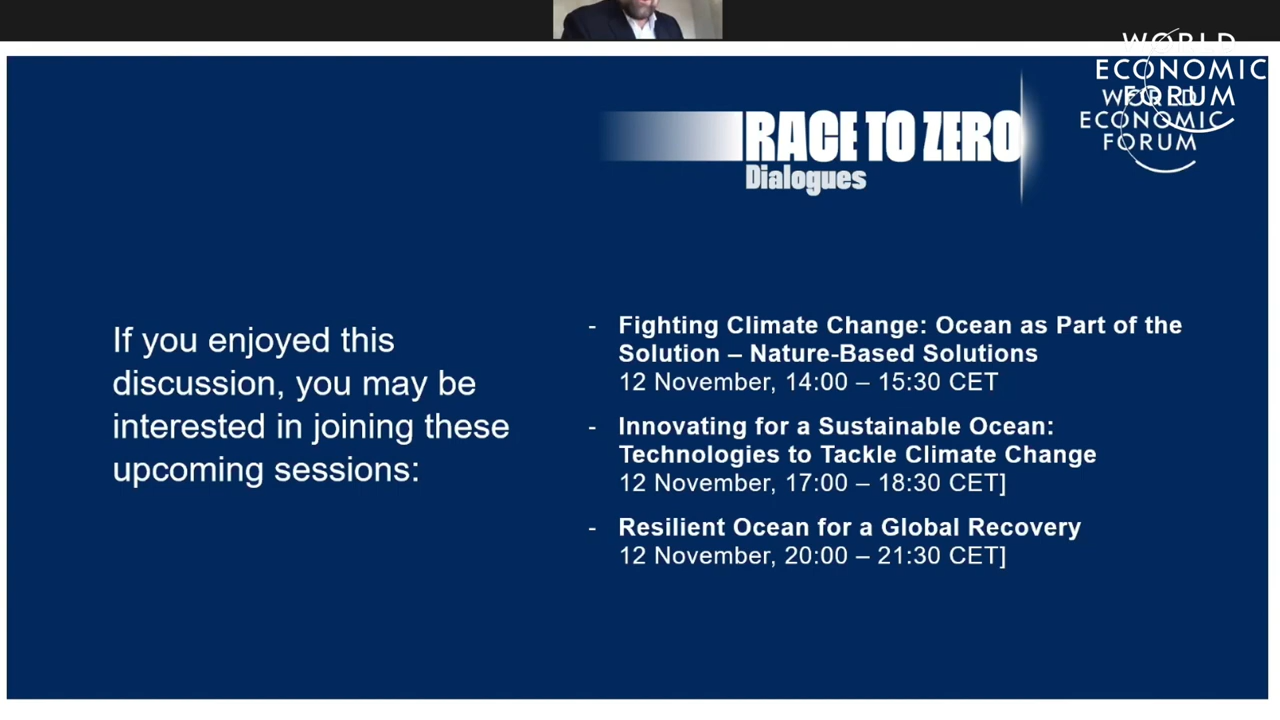 WORLD
ECONOMIC
FORUM
WORLD
ECONOMIC
FORUM
RACE TO ZERO
Dialogues
If you enjoyed this
discussion, you may be
interested in joining these
upcoming sessions:
- Fighting Climate Change: Ocean as Part of the
Solution – Nature-Based Solutions
12 November, 14:00 – 15:30 CET
- Innovating for a Sustainable Ocean:
Technologies to Tackle Climate Change
12 November, 17:00 – 18:30 CET]
- Resilient Ocean for a Global Recovery
12 November, 20:00 – 21:30 CET]